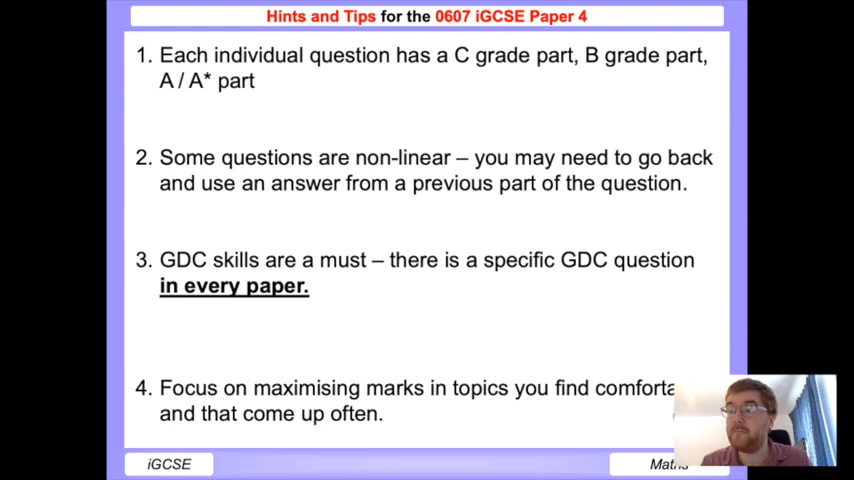 Hints and Tips for the 0607 iGCSE Paper 4
1. Each individual question has a C grade part, B grade part,
A / A* part
2. Some questions are non-linear – you may need to go back
and use an answer from a previous part of the question.
3. GDC skills are a must – there is a specific GDC question
in every paper.
4. Focus on maximising marks in topics you find
and that come up often.
iGCSE
Maths